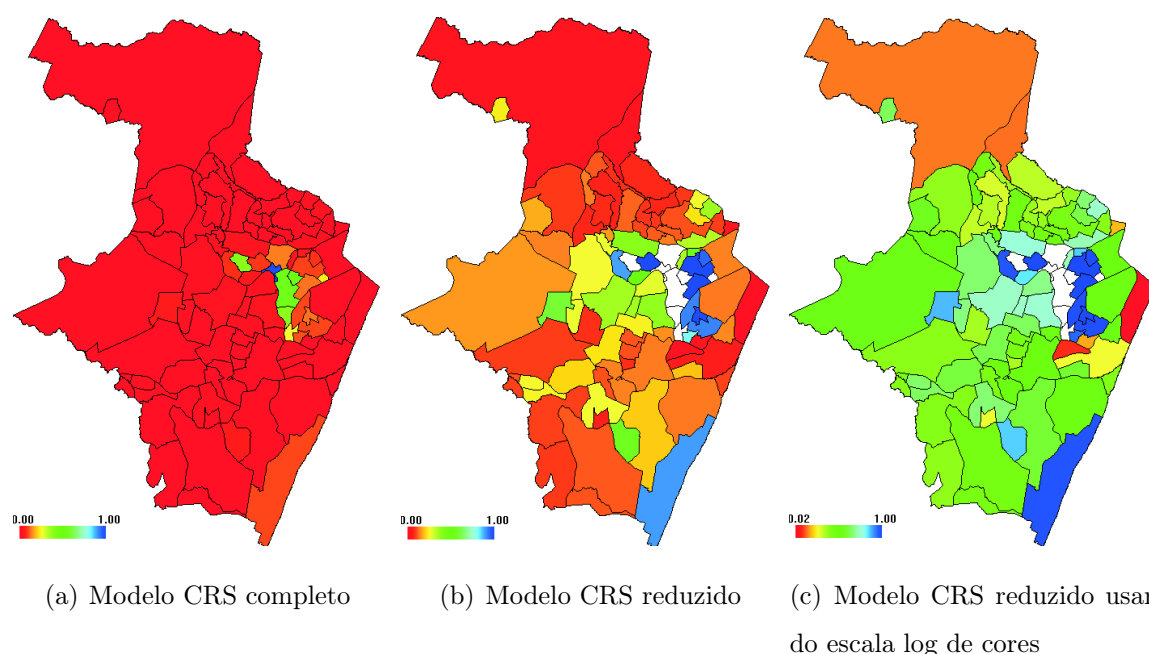 0.00 1.00
0.00 1.00
0.02 1.00
(a) Modelo CRS completo
(b) Modelo CRS reduzido
(c) Modelo CRS reduzido usan
do escala log de cores